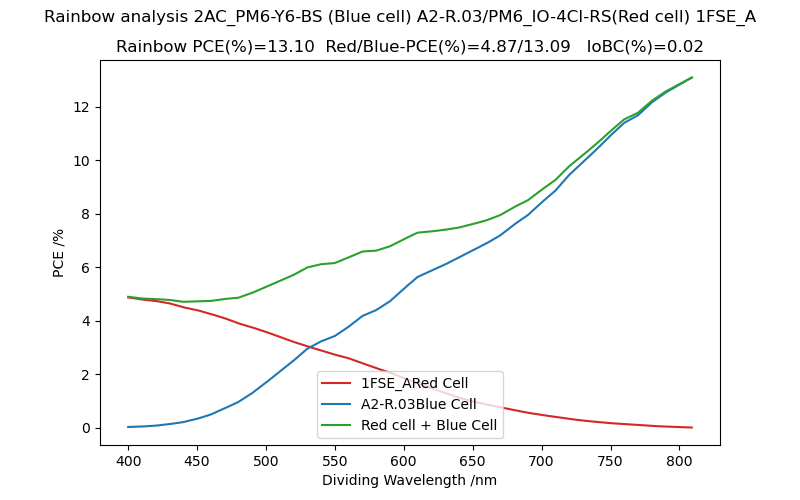 Rainbow analysis 2AC_PM6-Y6-BS (Blue cell) A2-R.03/PM6_IO-4Cl-RS(Red cell) 1FSE_A
Rainbow PCE(%)=13.10  Red/Blue-PCE(%)=4.87/13.09   IoBC(%)=0.02
PCE /%
12
10
8
6
4
2
0
1FSE_ARed Cell
A2-R.03Blue Cell
Red cell + Blue Cell
400 450 500 550 600 650 700 750 800
Dividing Wavelength /nm